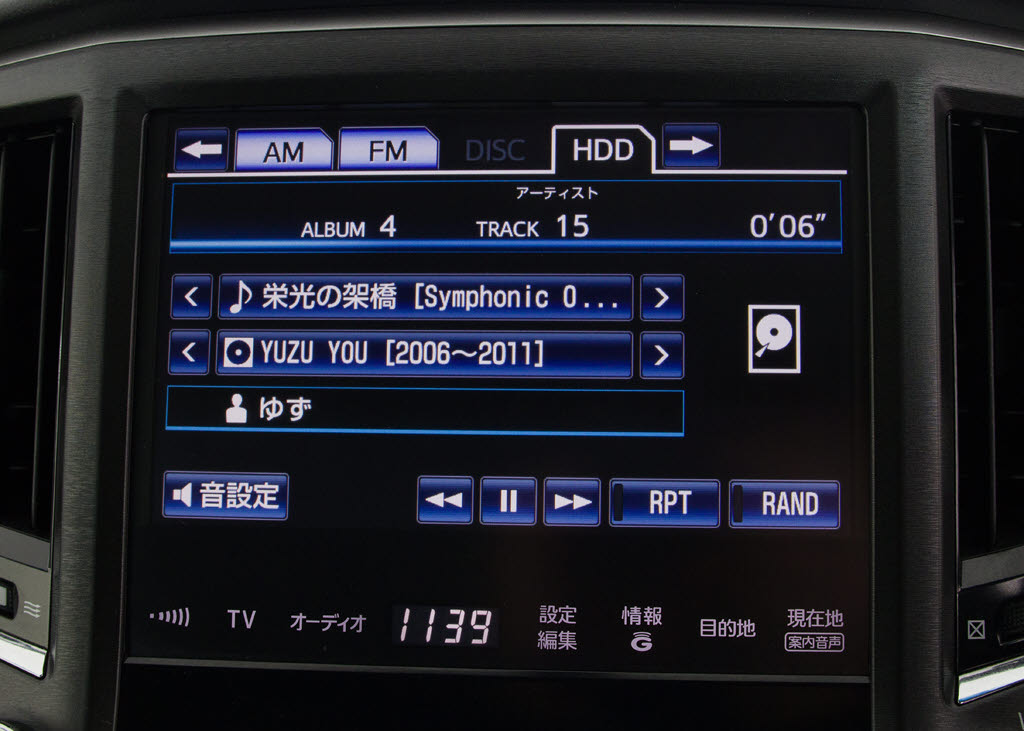 AM FM DISC HDD
アーティスト
ALBUM 4 TRACK 15 0'06"
栄光の架橋 [Symphonic O...
YUZU YOU [2006～2011]
ゆず
音設定 RPT RAND
TV オーディオ 1139 設定編集 情報 G 目的地 現在地 案内音声